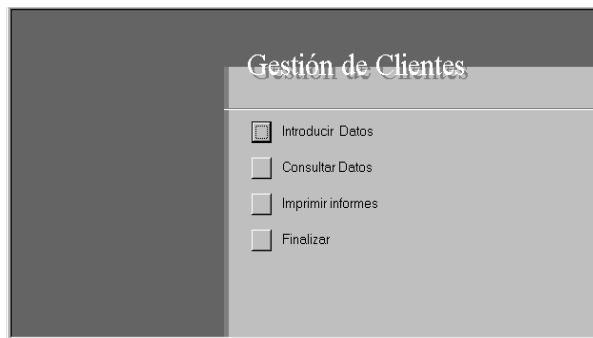 Gestión de Clientes
Introducir Datos
Consultar Datos
Imprimir informes
Finalizar